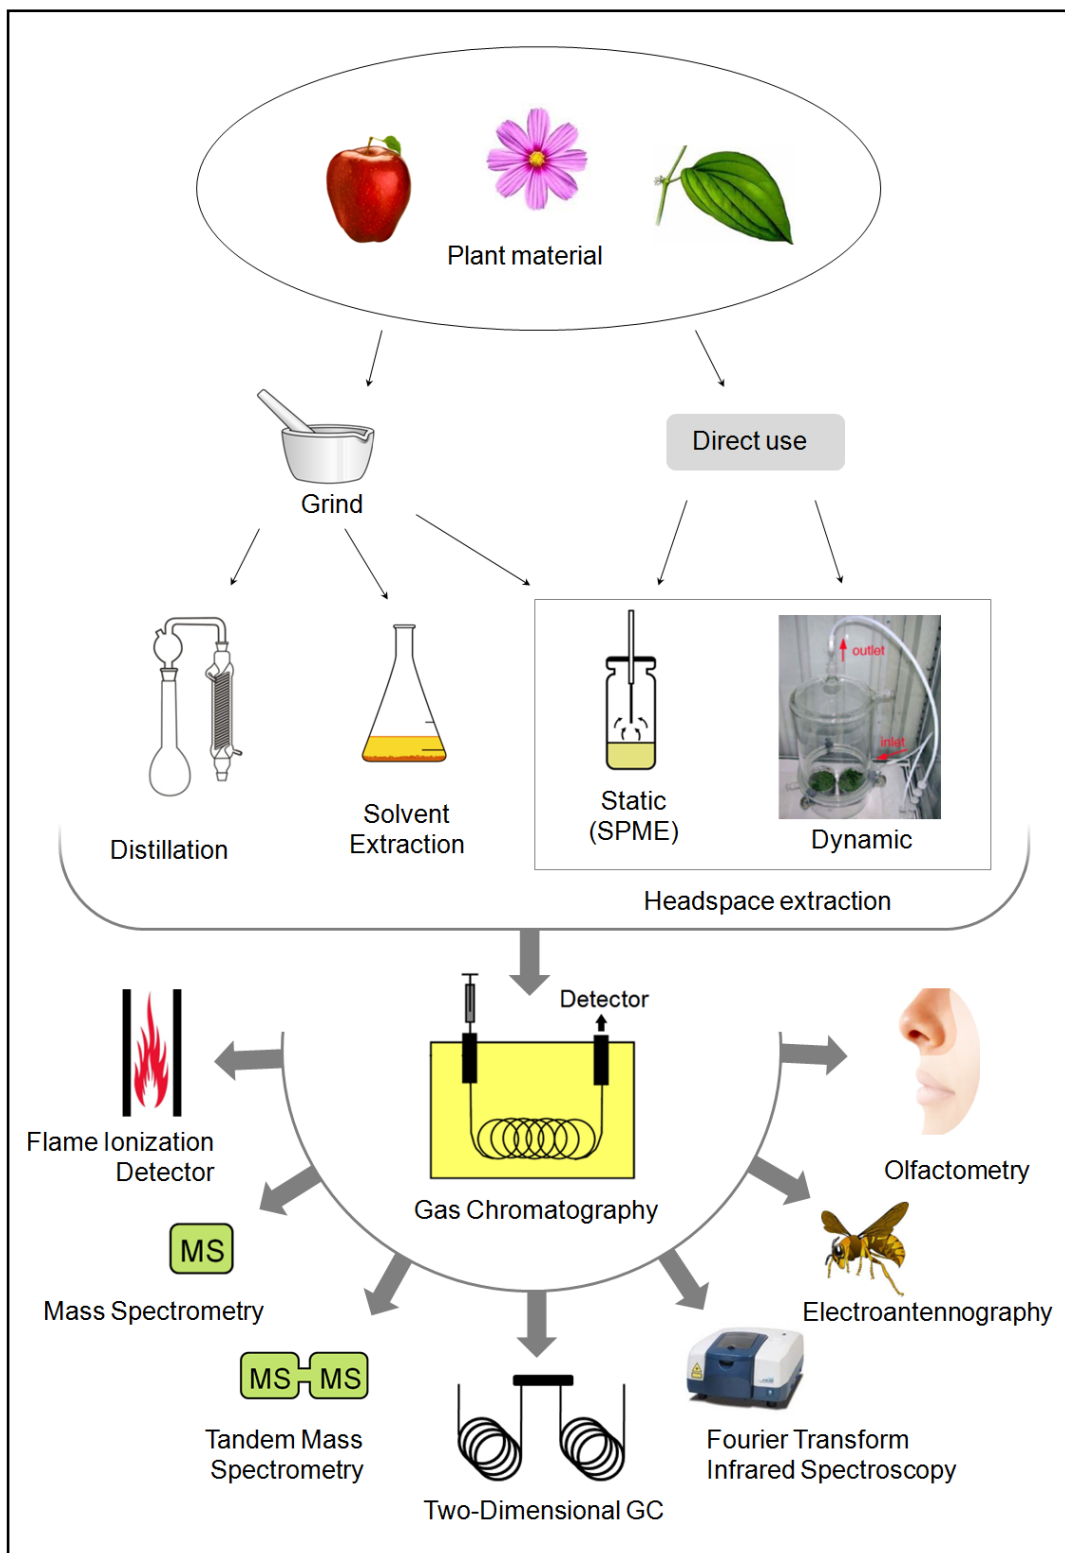 Plant material
Grind
Direct use
outlet
inlet
Distillation
Solvent
Extraction
Static
(SPME)
Dynamic
Headspace extraction
Detector
Gas Chromatography
Flame Ionization
Detector
Olfactometry
MS
Mass Spectrometry
Electroantennography
MS MS
Tandem Mass
Spectrometry
Two-Dimensional GC
Fourier Transform
Infrared Spectroscopy